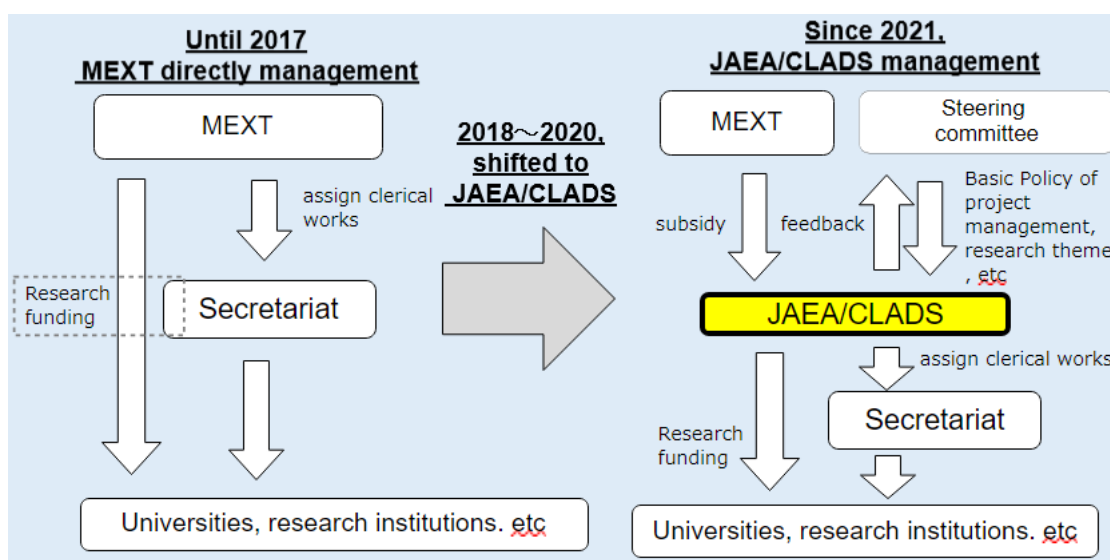 Until 2017
MEXT directly management
MEXT
assign clerical
works
Research
funding
Secretariat
Universities, research institutions. etc
2018～2020,
shifted to
JAEA/CLADS
Since 2021,
JAEA/CLADS management
MEXT
Steering
committee
subsidy
feedback
Basic Policy of
project
management,
research theme
, etc
JAEA/CLADS
assign clerical works
Secretariat
Research
funding
Universities, research institutions. etc